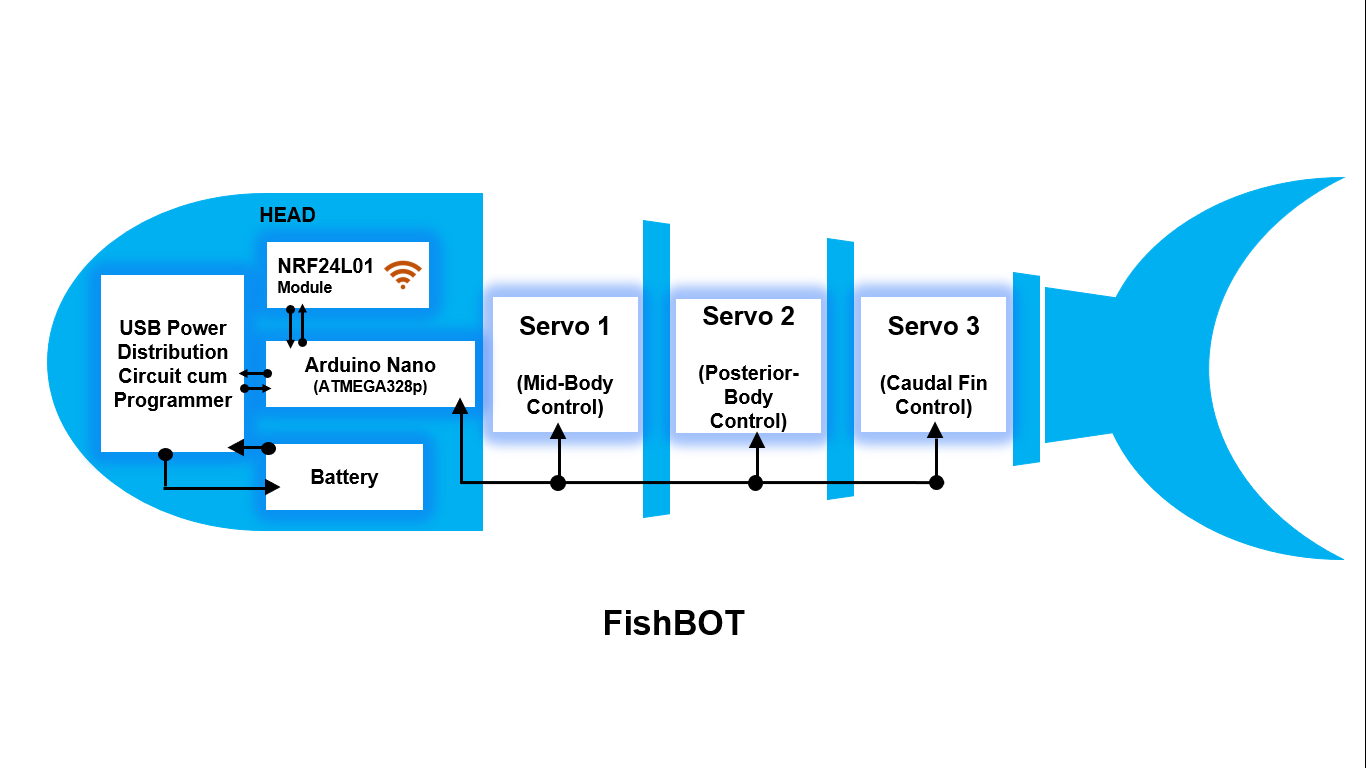 HEAD
NRF24L01
Module
USB Power
Distribution
Circuit cum
Programmer
Arduino Nano
(ATMEGA328p)
Battery
Servo 1
(Mid-Body
Control)
Servo 2
(Posterior-
Body
Control)
Servo 3
(Caudal Fin
Control)
FishBOT